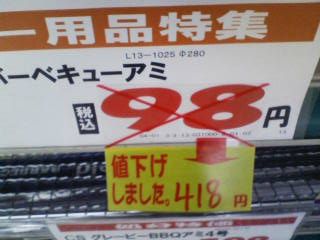 ー用品特集
L13-1025 Φ280
バーベキューアミ
税込
98円
値下げ
しました。418円
CS グレービーBBQアミ4号